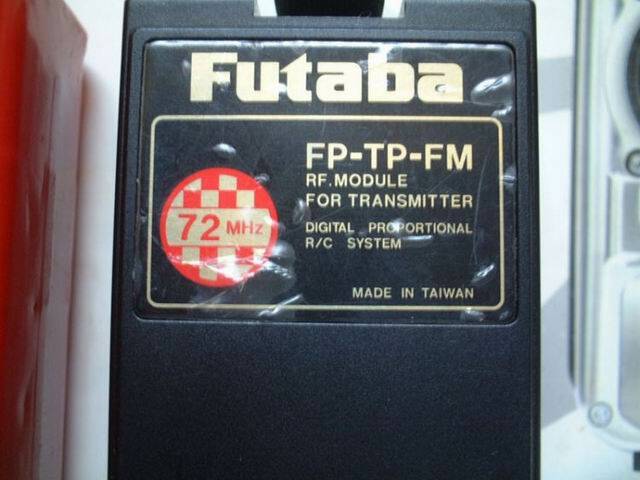 Futaba
FP-TP-FM
RF. MODULE
FOR TRANSMITTER
72 MHz
DIGITAL PROPORTIONAL
R/C SYSTEM
MADE IN TAIWAN